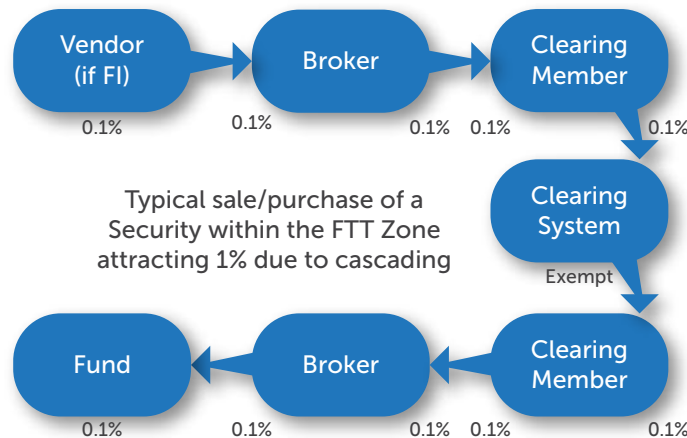 Vendor
(if FI)
Broker
Clearing
Member
0.1%
0.1%
0.1%
0.1%
0.1%
Typical sale/purchase of a
Security within the FTT Zone
attracting 1% due to cascading
Clearing
System
Exempt
Fund
Broker
Clearing
Member
0.1%
0.1%
0.1%
0.1%
0.1%